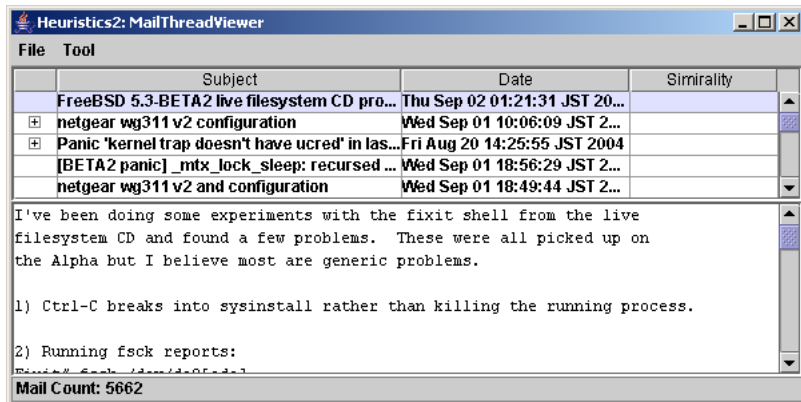 Heuristics2: MailThreadViewer
File Tool
Subject Date Simirality
FreeBSD 5.3-BETA2 live filesystem CD pro... Thu Sep 02 01:21:31 JST 20...
netgear wg311 v2 configuration Wed Sep 01 10:06:09 JST 2...
Panic 'kernel trap doesn't have ucred' in las... Fri Aug 20 14:25:55 JST 2004
[BETA2 panic] _mtx_lock_sleep: recursed ... Wed Sep 01 18:56:29 JST 2...
netgear wg311 v2 and configuration Wed Sep 01 18:49:44 JST 2...
I've been doing some experiments with the fixit shell from the live
filesystem CD and found a few problems.  These were all picked up on
the Alpha but I believe most are generic problems.
1) Ctrl-C breaks into sysinstall rather than killing the running process.
2) Running fsck reports:
Mail Count: 5662